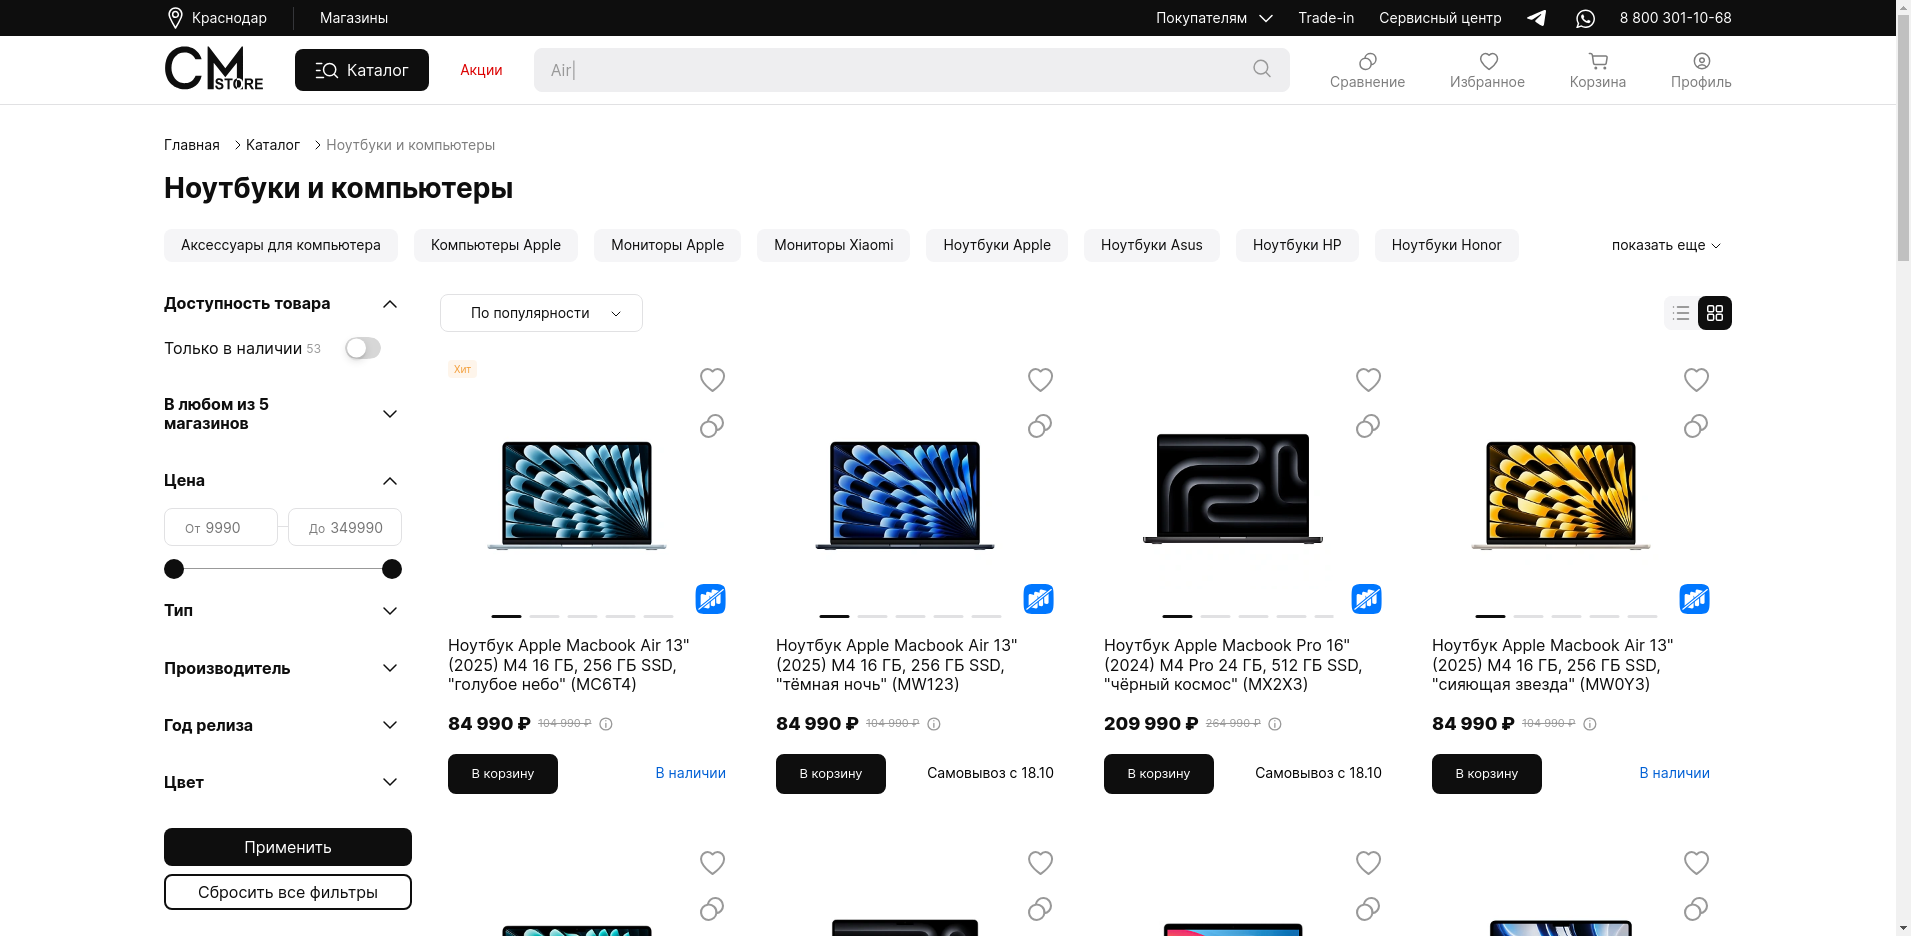 Краснодар
Магазины
Покупателям
Trade-in
Сервисный центр
8 800 301-10-68
CM STORE
Каталог
Акции
Air|
Сравнение
Избранное
Корзина
Профиль
Главная
Каталог
Ноутбуки и компьютеры
Ноутбуки и компьютеры
Аксессуары для компьютера
Компьютеры Apple
Мониторы Apple
Мониторы Xiaomi
Ноутбуки Apple
Ноутбуки Asus
Ноутбуки HP
Ноутбуки Honor
показать еще
Доступность товара
Только в наличии 53
В любом из 5
магазинов
Цена
От 9990
До 349990
Тип
Производитель
Год релиза
Цвет
Применить
Сбросить все фильтры
По популярности
Хит
Ноутбук Apple Macbook Air 13"
(2025) M4 16 ГБ, 256 ГБ SSD,
"голубое небо" (MC6T4)
84 990 ₽ 104 990 ₽
В корзину
В наличии
Ноутбук Apple Macbook Air 13"
(2025) M4 16 ГБ, 256 ГБ SSD,
"тёмная ночь" (MW123)
84 990 ₽ 104 990 ₽
В корзину
Самовывоз с 18.10
Ноутбук Apple Macbook Pro 16"
(2024) M4 Pro 24 ГБ, 512 ГБ SSD,
"чёрный космос" (MX2X3)
209 990 ₽ 264 990 ₽
В корзину
Самовывоз с 18.10
Ноутбук Apple Macbook Air 13"
(2025) M4 16 ГБ, 256 ГБ SSD,
"сияющая звезда" (MW0Y3)
84 990 ₽ 104 990 ₽
В корзину
В наличии